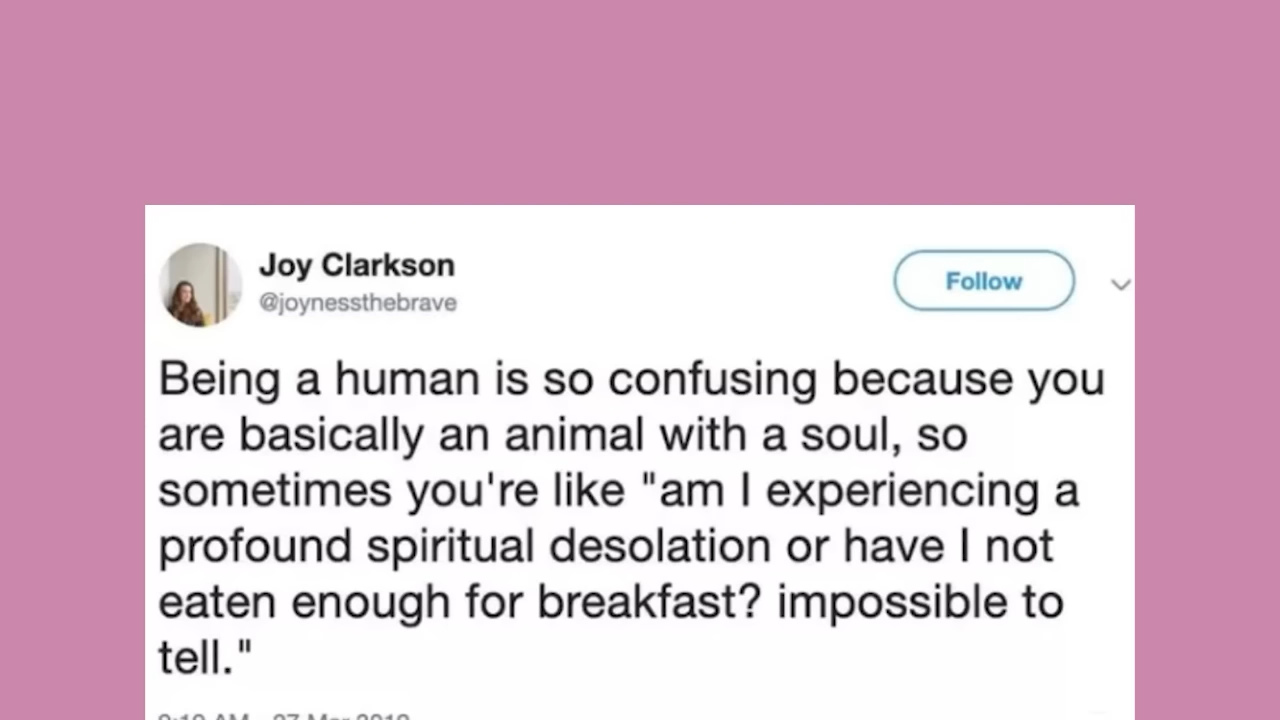 Joy Clarkson
@joynessthebrave
Follow
Being a human is so confusing because you
are basically an animal with a soul, so
sometimes you're like "am I experiencing a
profound spiritual desolation or have I not
eaten enough for breakfast? impossible to
tell."